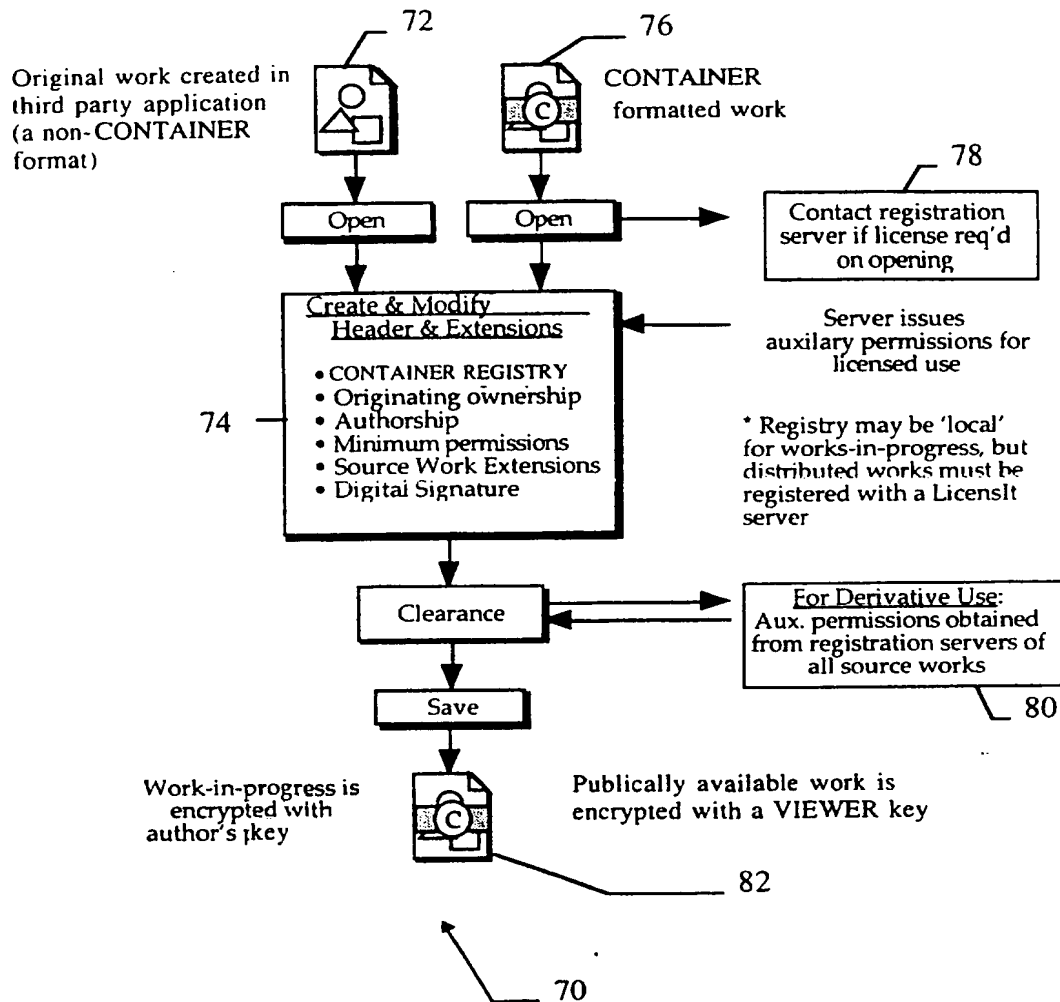 72
76
Original work created in
third party application
(a non-CONTAINER
format)
CONTAINER
formatted work
C
78
Open
Open
Contact registration
server if license req'd
on opening
Create & Modify
Header & Extensions
• CONTAINER REGISTRY
• Originating ownership
• Authorship
• Minimum permissions
• Source Work Extensions
• Digital Signature
74
Server issues
auxilary permissions for
licensed use
* Registry may be 'local'
for works-in-progress, but
distributed works must be
registered with a LicensIt
server
Clearance
For Derivative Use:
Aux. permissions obtained
from registration servers of
all source works
80
Save
Work-in-progress is
encrypted with
author's key
C
Publically available work is
encrypted with a VIEWER key
82
70